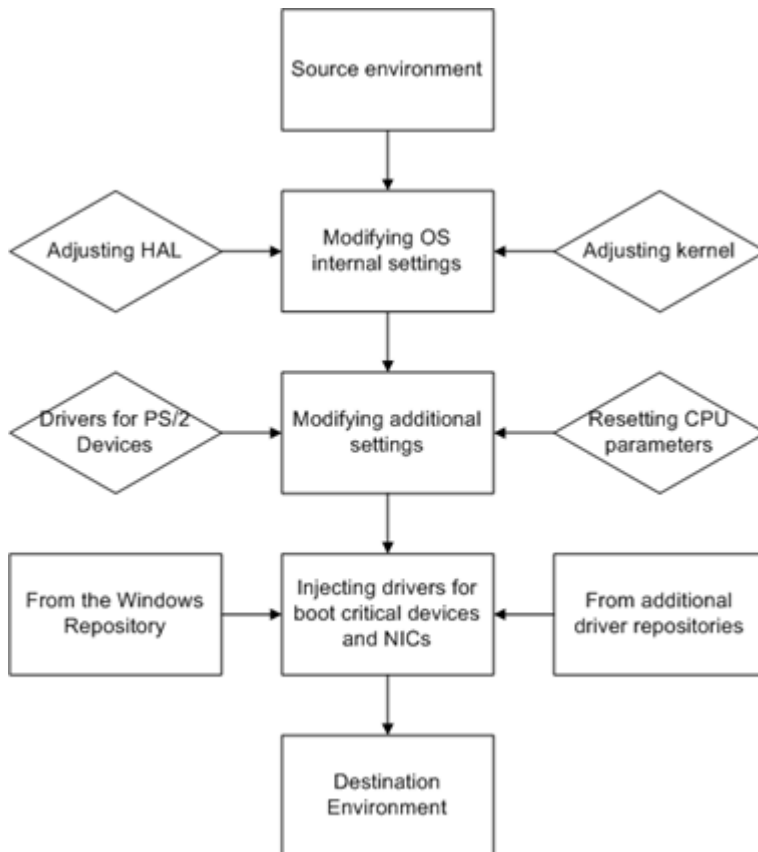 Source environment
Adjusting HAL
Modifying OS
internal settings
Adjusting kernel
Drivers for PS/2
Devices
Modifying additional
settings
Resetting CPU
parameters
From the Windows
Repository
Injecting drivers for
boot critical devices
and NICs
From additional
driver repositories
Destination
Environment